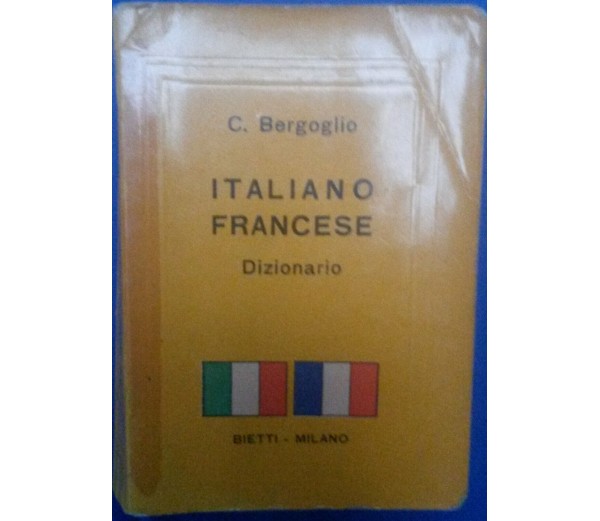 C. Bergoglio
ITALIANO
FRANCESE
Dizionario
BIETTI - MILANO